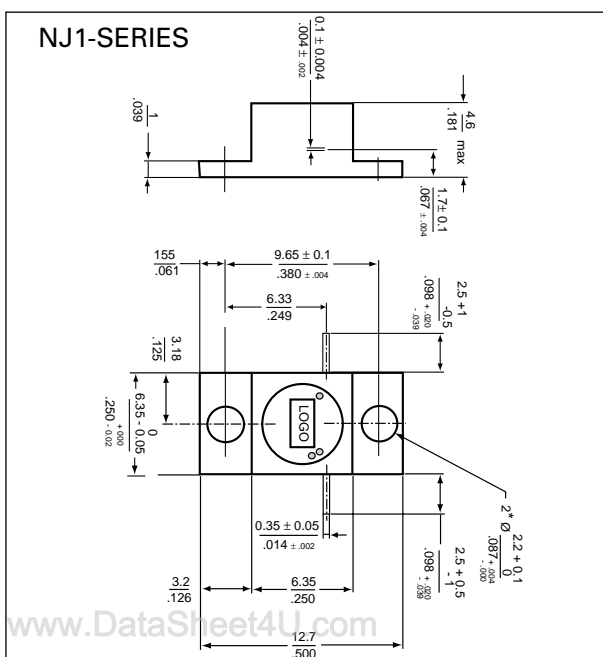 NJ1-SERIES
0.1 ± 0.004
.004 ± .002
1
.039
4.6
.181
max
1.7± 0.1
.067 ± .004
155
.061
9.65 ± 0.1
.380 ± .004
6.33
.249
2.5 +1
-0.5
.098 + .020
- .039
3.18
.125
0
6.35 - 0.05
.250 + .000
- 0.02
LOGO
2* Ø
2.2 + 0.1
0
.087 +.004
-.000
0.35 ± 0.05
.014 ± .002
2.5 + 0.5
- 1
.098 + .020
- .039
3.2
.126
6.35
.250
12.7
.500
www.DataSheet4U.com